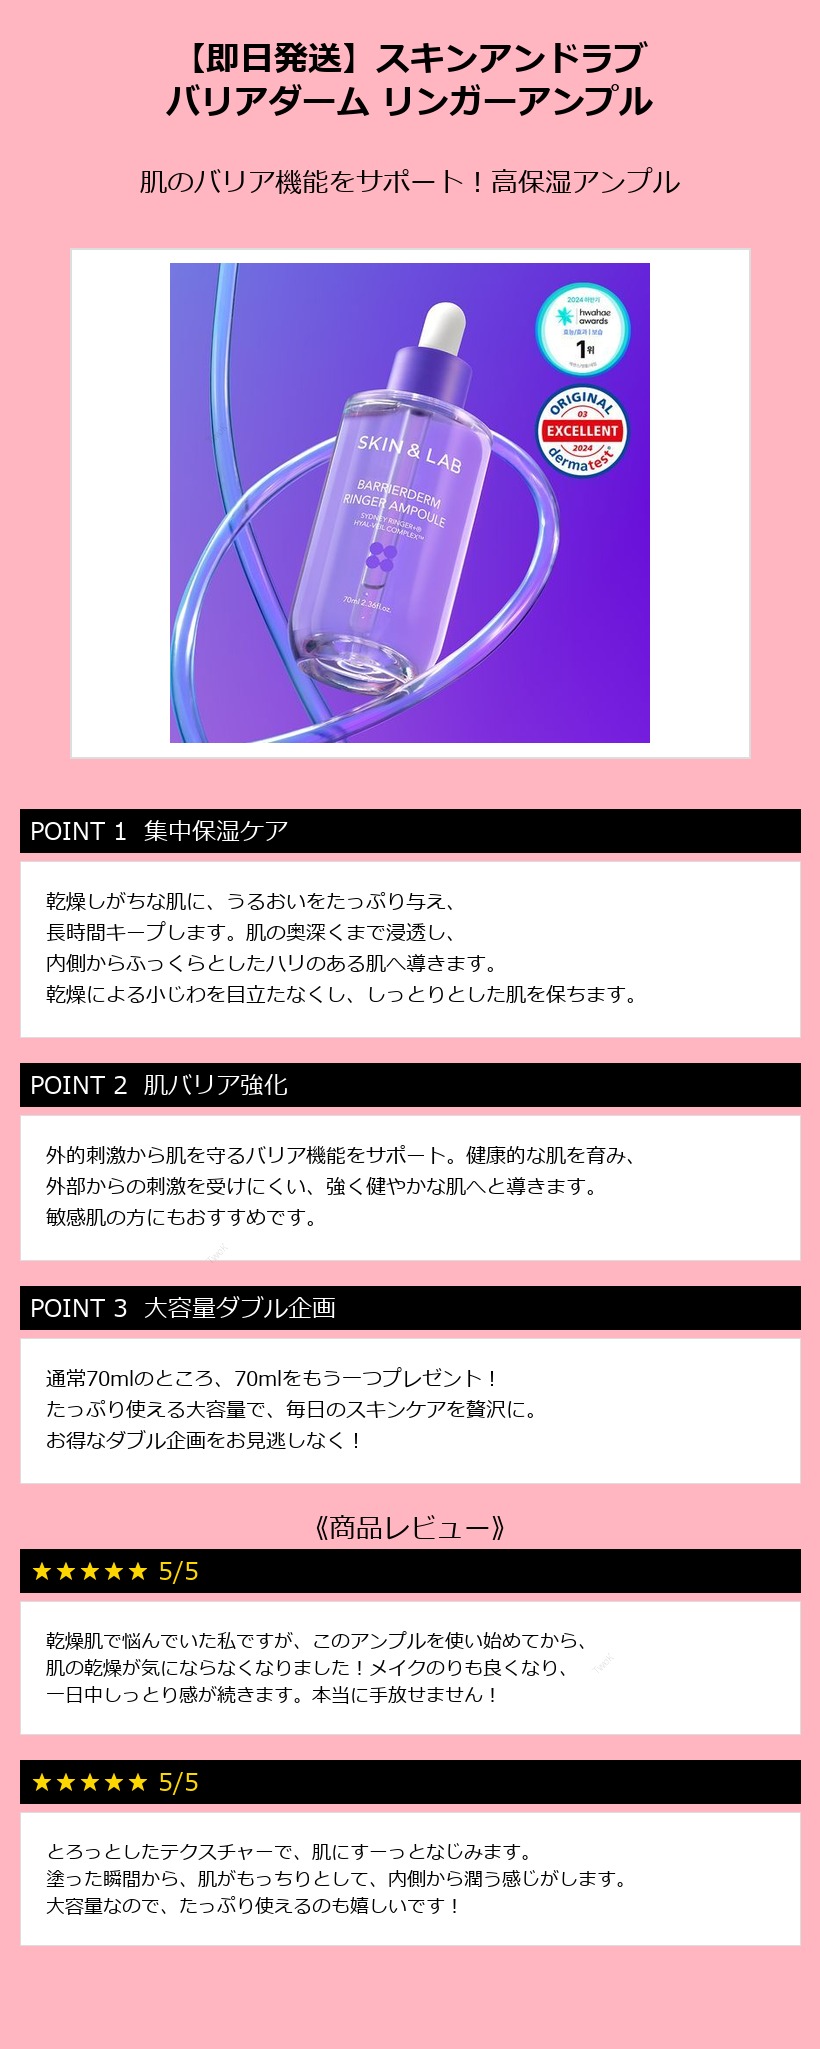 【即日発送】スキンアンドラブ
バリアダーム リンガーアンプル
肌のバリア機能をサポート！高保湿アンプル
2024 하반기
hwahae
awards
효능/효과 | 보습
1위
ORIGINAL
03
EXCELLENT
2024
dermatest®
SKIN & LAB
BARRIERDERM
RINGER AMPOULE
SYDNEY RINGER+®
HYAL-VEIL COMPLEX™
70ml 2.36fl.oz.
POINT 1 集中保湿ケア
乾燥しがちな肌に、うるおいをたっぷり与え、
長時間キープします。肌の奥深くまで浸透し、
内側からふっくらとしたハリのある肌へ導きます。
乾燥による小じわを目立たなくし、しっとりとした肌を保ちます。
POINT 2 肌バリア強化
外的刺激から肌を守るバリア機能をサポート。健康的な肌を育み、
外部からの刺激を受けにくい、強く健やかな肌へと導きます。
敏感肌の方にもおすすめです。
POINT 3 大容量ダブル企画
通常70mlのところ、70mlをもう一つプレゼント！
たっぷり使える大容量で、毎日のスキンケアを贅沢に。
お得なダブル企画をお見逃しなく！
《商品レビュー》
★★★★★ 5/5
乾燥肌で悩んでいた私ですが、このアンプルを使い始めてから、
肌の乾燥が気にならなくなりました！メイクのりも良くなり、
一日中しっとり感が続きます。本当に手放せません！
★★★★★ 5/5
とろっとしたテクスチャーで、肌にすーっとなじみます。
塗った瞬間から、肌がもっちりとして、内側から潤う感じがします。
大容量なので、たっぷり使えるのも嬉しいです！